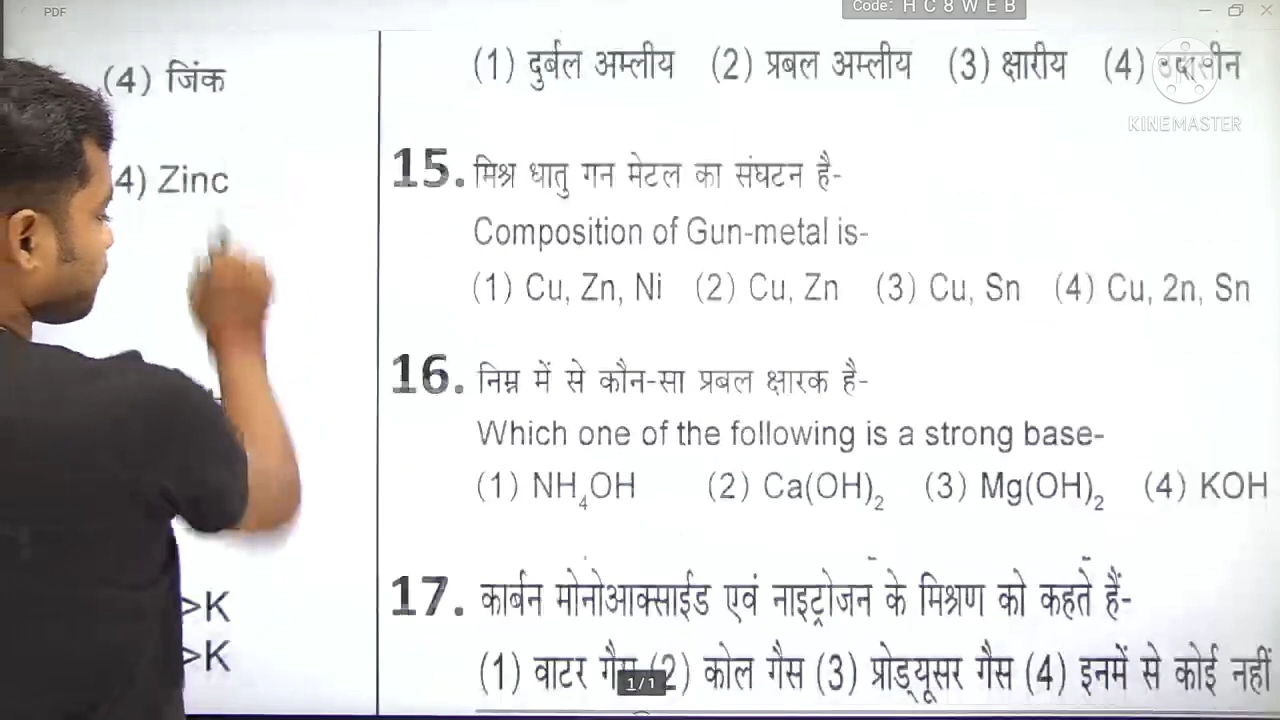 PDF
Code: H C 8 W E B
(4) जिंक
4) Zinc
>K
>K
(1) दुर्बल अम्लीय (2) प्रबल अम्लीय (3) क्षारीय (4) उदासीन
KINEMASTER
15. मिश्र धातु गन मेटल का संघटन है-
Composition of Gun-metal is-
(1) Cu, Zn, Ni (2) Cu, Zn (3) Cu, Sn (4) Cu, 2n, Sn
16. निम्न में से कौन-सा प्रबल क्षारक है-
Which one of the following is a strong base-
(1) NH₄OH (2) Ca(OH)₂ (3) Mg(OH)₂ (4) KOH
17. कार्बन मोनोआक्साईड एवं नाइट्रोजन के मिश्रण को कहते हैं-
(1) वाटर गैस (2) कोल गैस (3) प्रोड्यूसर गैस (4) इनमें से कोई नहीं
1/1